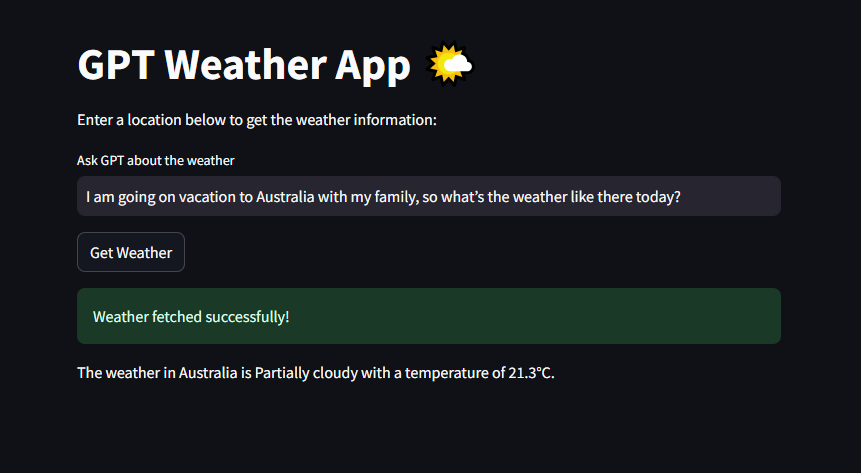 GPT Weather App
Enter a location below to get the weather information:
Ask GPT about the weather
I am going on vacation to Australia with my family, so what’s the weather like there today?
Get Weather
Weather fetched successfully!
The weather in Australia is Partially cloudy with a temperature of 21.3°C.